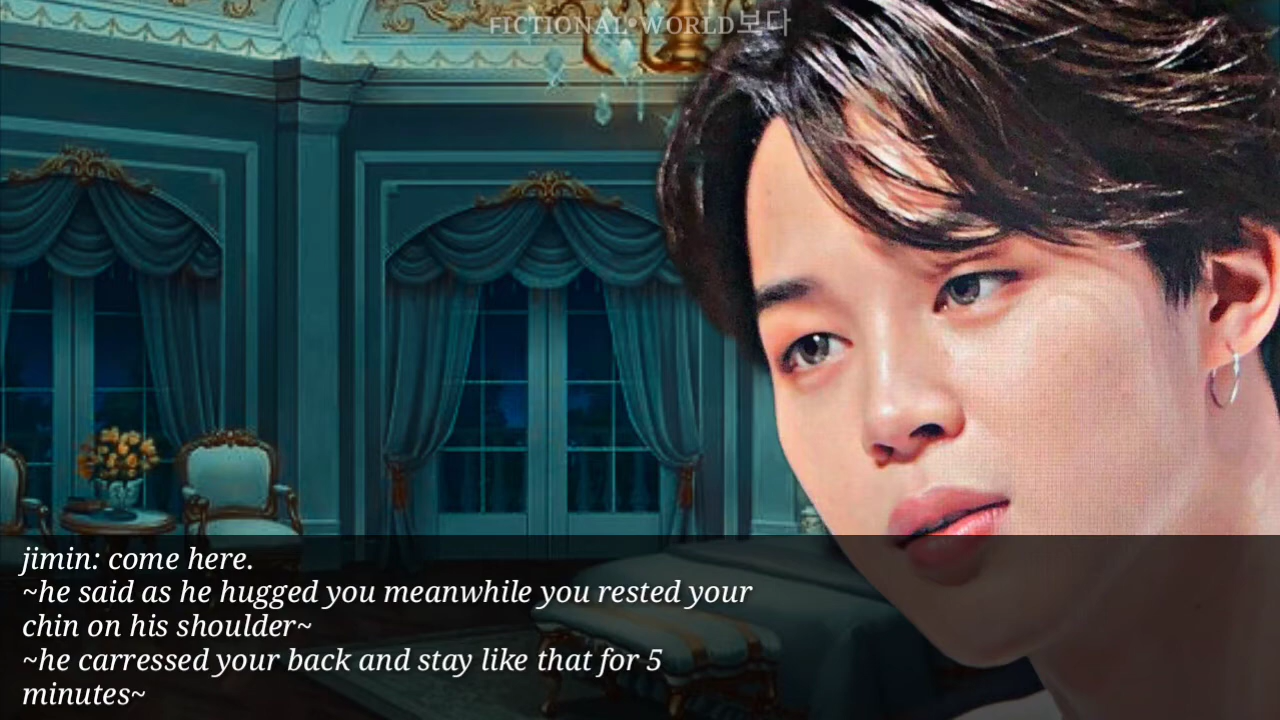 FICTIONAL•WORLD보다
jimin: come here.
~he said as he hugged you meanwhile you rested your
chin on his shoulder~
~he carressed your back and stay like that for 5
minutes~